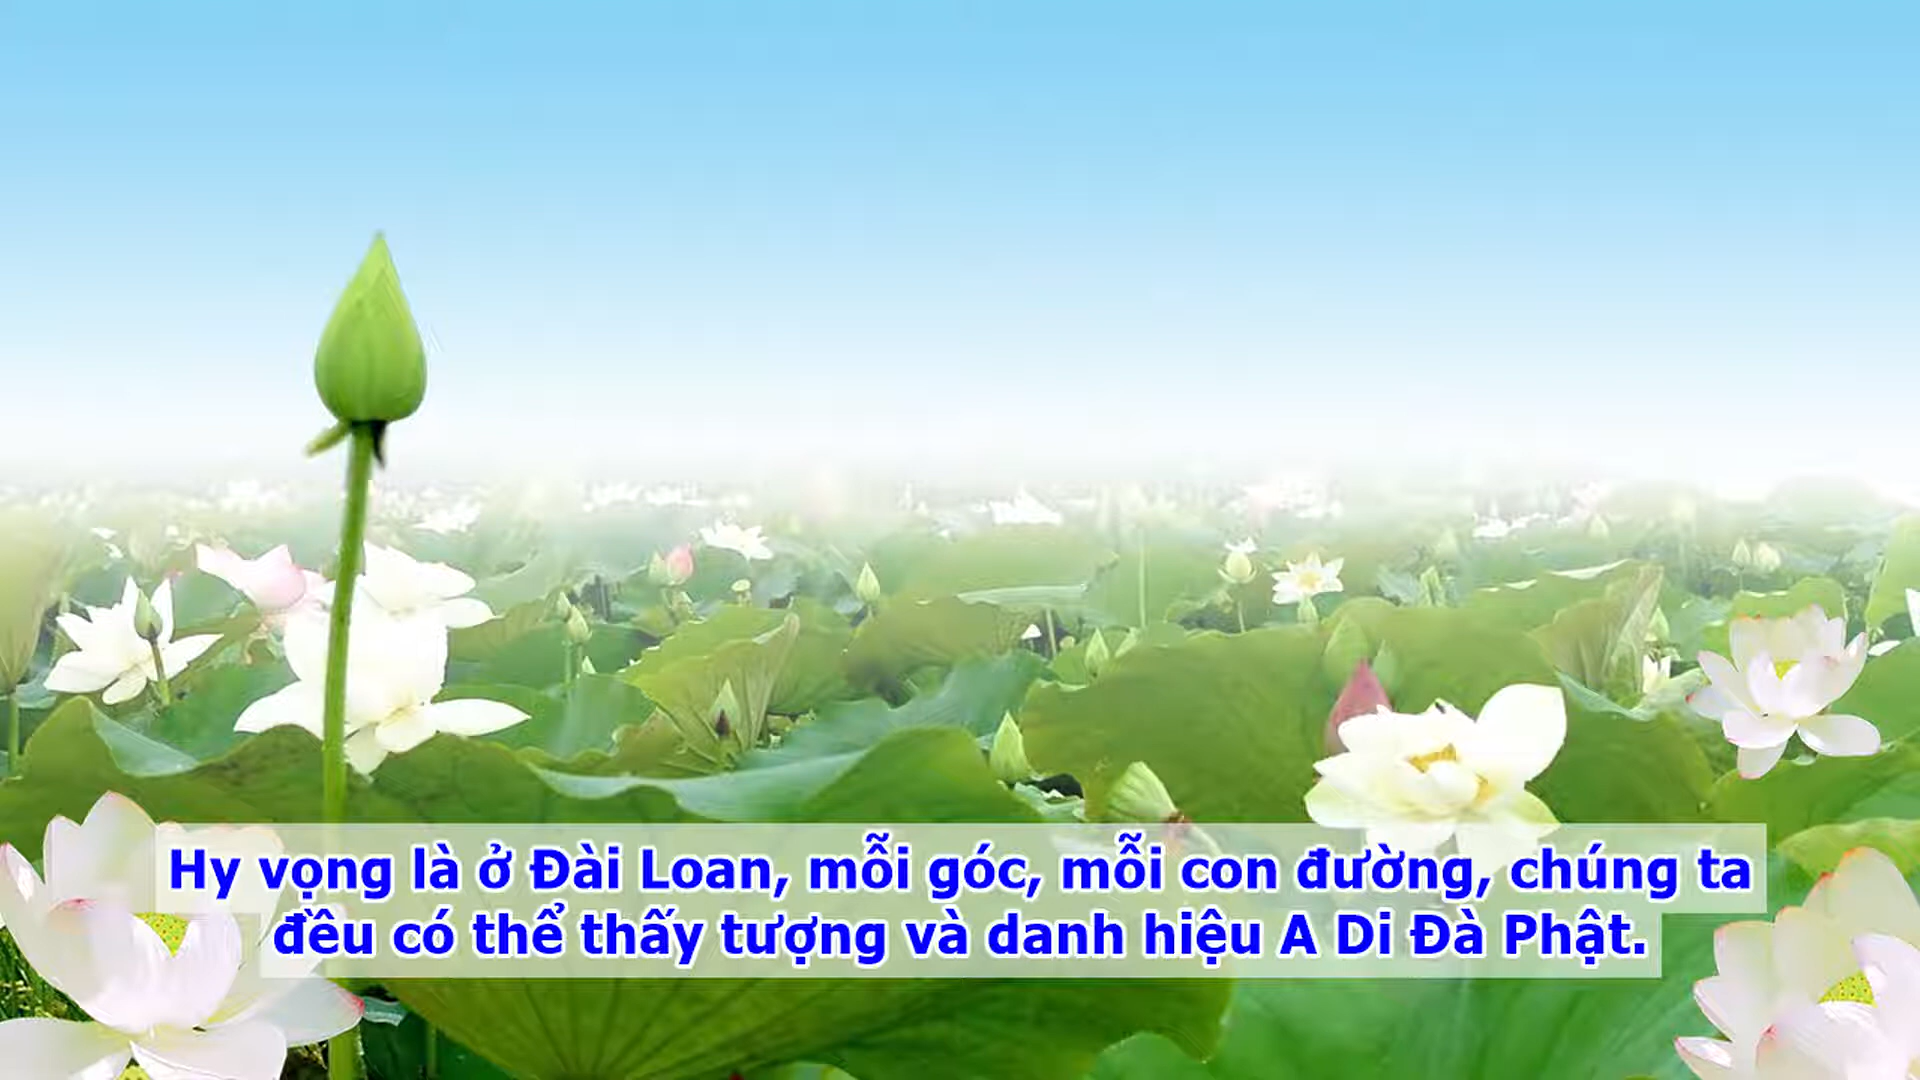 Hy vọng là ở Đài Loan, mỗi góc, mỗi con đường, chúng ta
đều có thể thấy tượng và danh hiệu A Di Đà Phật.